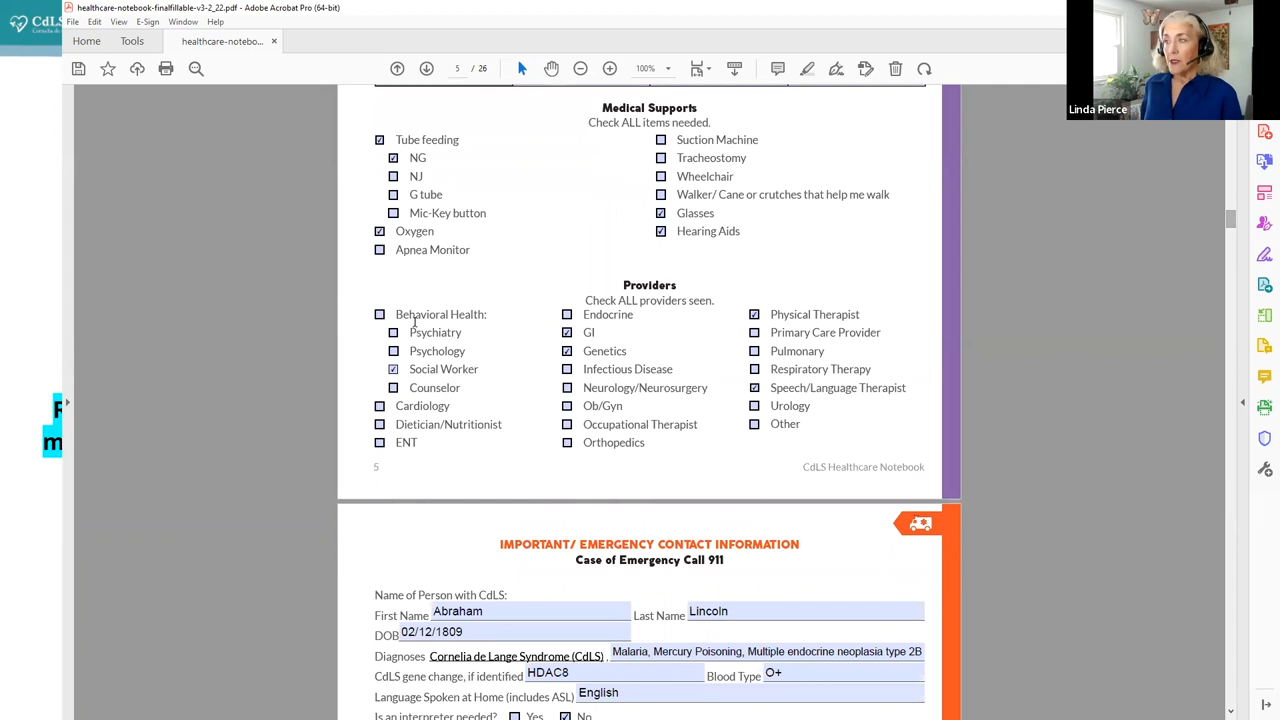 healthcare-notebook-finalfillable-v3-2_22.pdf - Adobe Acrobat Pro (64-bit)
File Edit View E-Sign Window Help
CdLS
Home Tools healthcare-notebo... ×
5 / 26 100%
Linda Pierce
Medical Supports
Check ALL items needed.
Tube feeding Suction Machine
NG Tracheostomy
NJ Wheelchair
G tube Walker/ Cane or crutches that help me walk
Mic-Key button Glasses
Oxygen Hearing Aids
Apnea Monitor
Providers
Check ALL providers seen.
Behavioral Health: Endocrine Physical Therapist
Psychiatry GI Primary Care Provider
Psychology Genetics Pulmonary
Social Worker Infectious Disease Respiratory Therapy
Counselor Neurology/Neurosurgery Speech/Language Therapist
Cardiology Ob/Gyn Urology
Dietician/Nutritionist Occupational Therapist Other
ENT Orthopedics
5 CdLS Healthcare Notebook
IMPORTANT/ EMERGENCY CONTACT INFORMATION
Case of Emergency Call 911
Name of Person with CdLS:
First Name Abraham Last Name Lincoln
DOB 02/12/1809
Diagnoses Cornelia de Lange Syndrome (CdLS) , Malaria, Mercury Poisoning, Multiple endocrine neoplasia type 2B
CdLS gene change, if identified HDAC8 Blood Type O+
Language Spoken at Home (includes ASL) English
Is an interpreter needed? Yes No